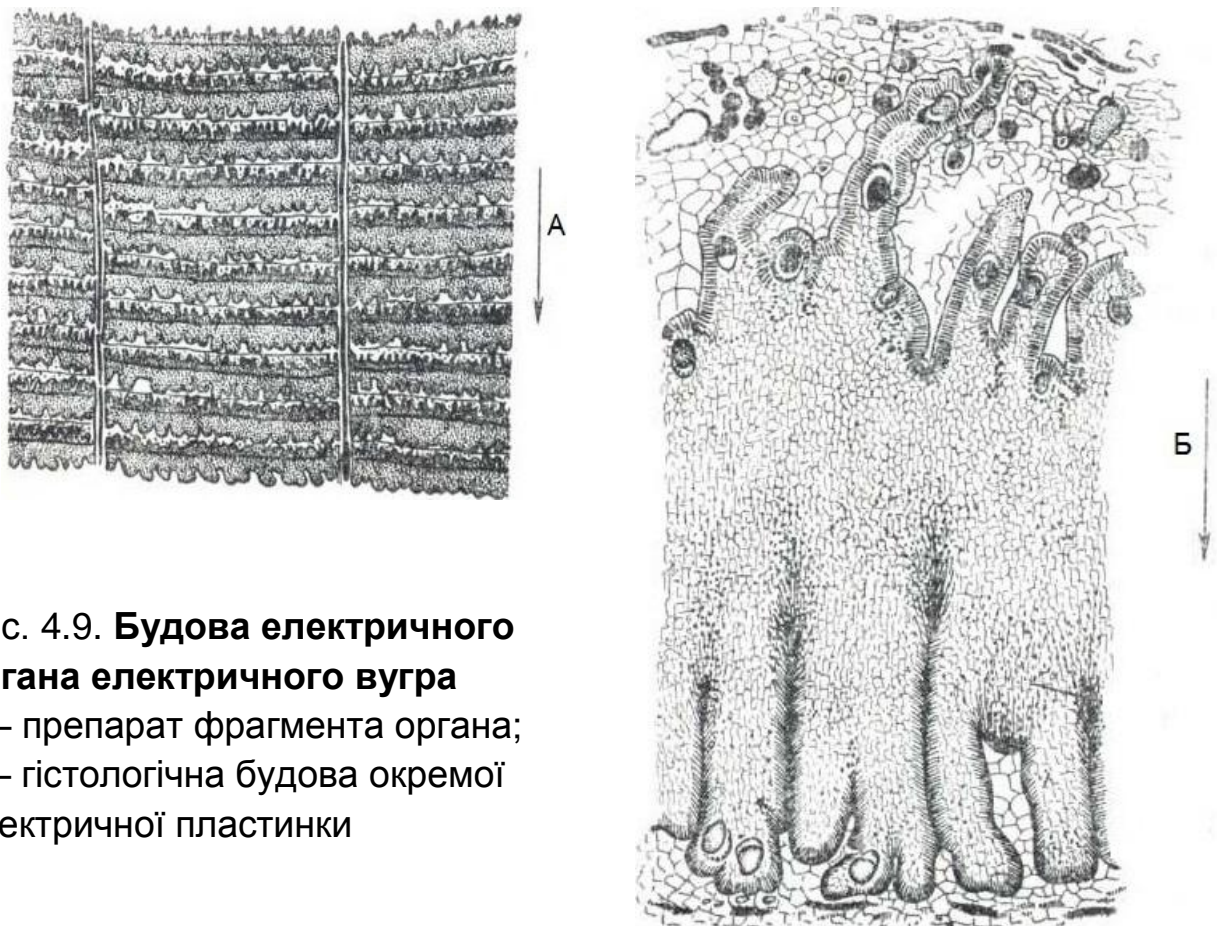 А
Б
с. 4.9. Будова електричного
гана електричного вугра
– препарат фрагмента органа;
– гістологічна будова окремої
ектричної пластинки